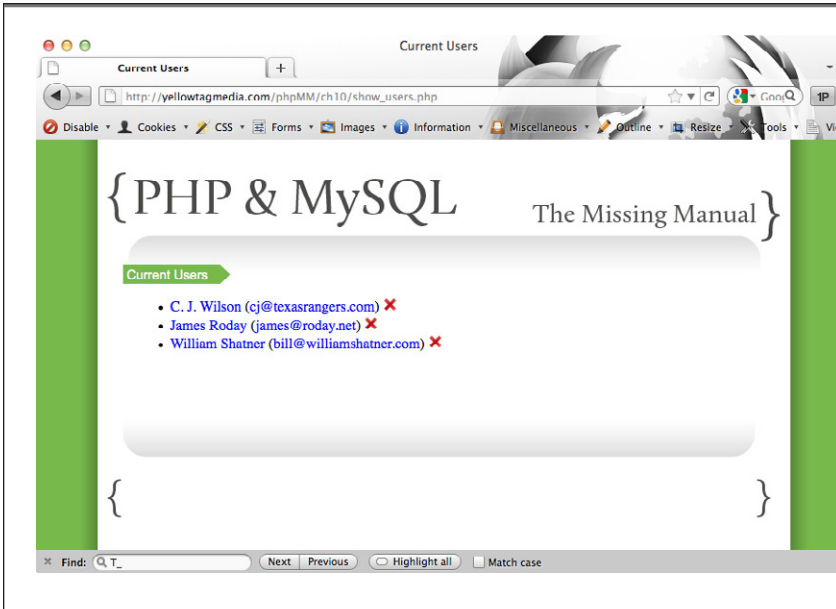 Current Users
Current Users
+
http://yellowtagmedia.com/phpMM/ch10/show_users.php
1P
Disable Cookies CSS Forms Images Information Miscellaneous Outline Resize Tools
{PHP & MySQL The Missing Manual}
Current Users
• C. J. Wilson (cj@texasrangers.com)
• James Roday (james@roday.net)
• William Shatner (bill@williamshatner.com)
{ }
Find: T_ Next Previous Highlight all Match case